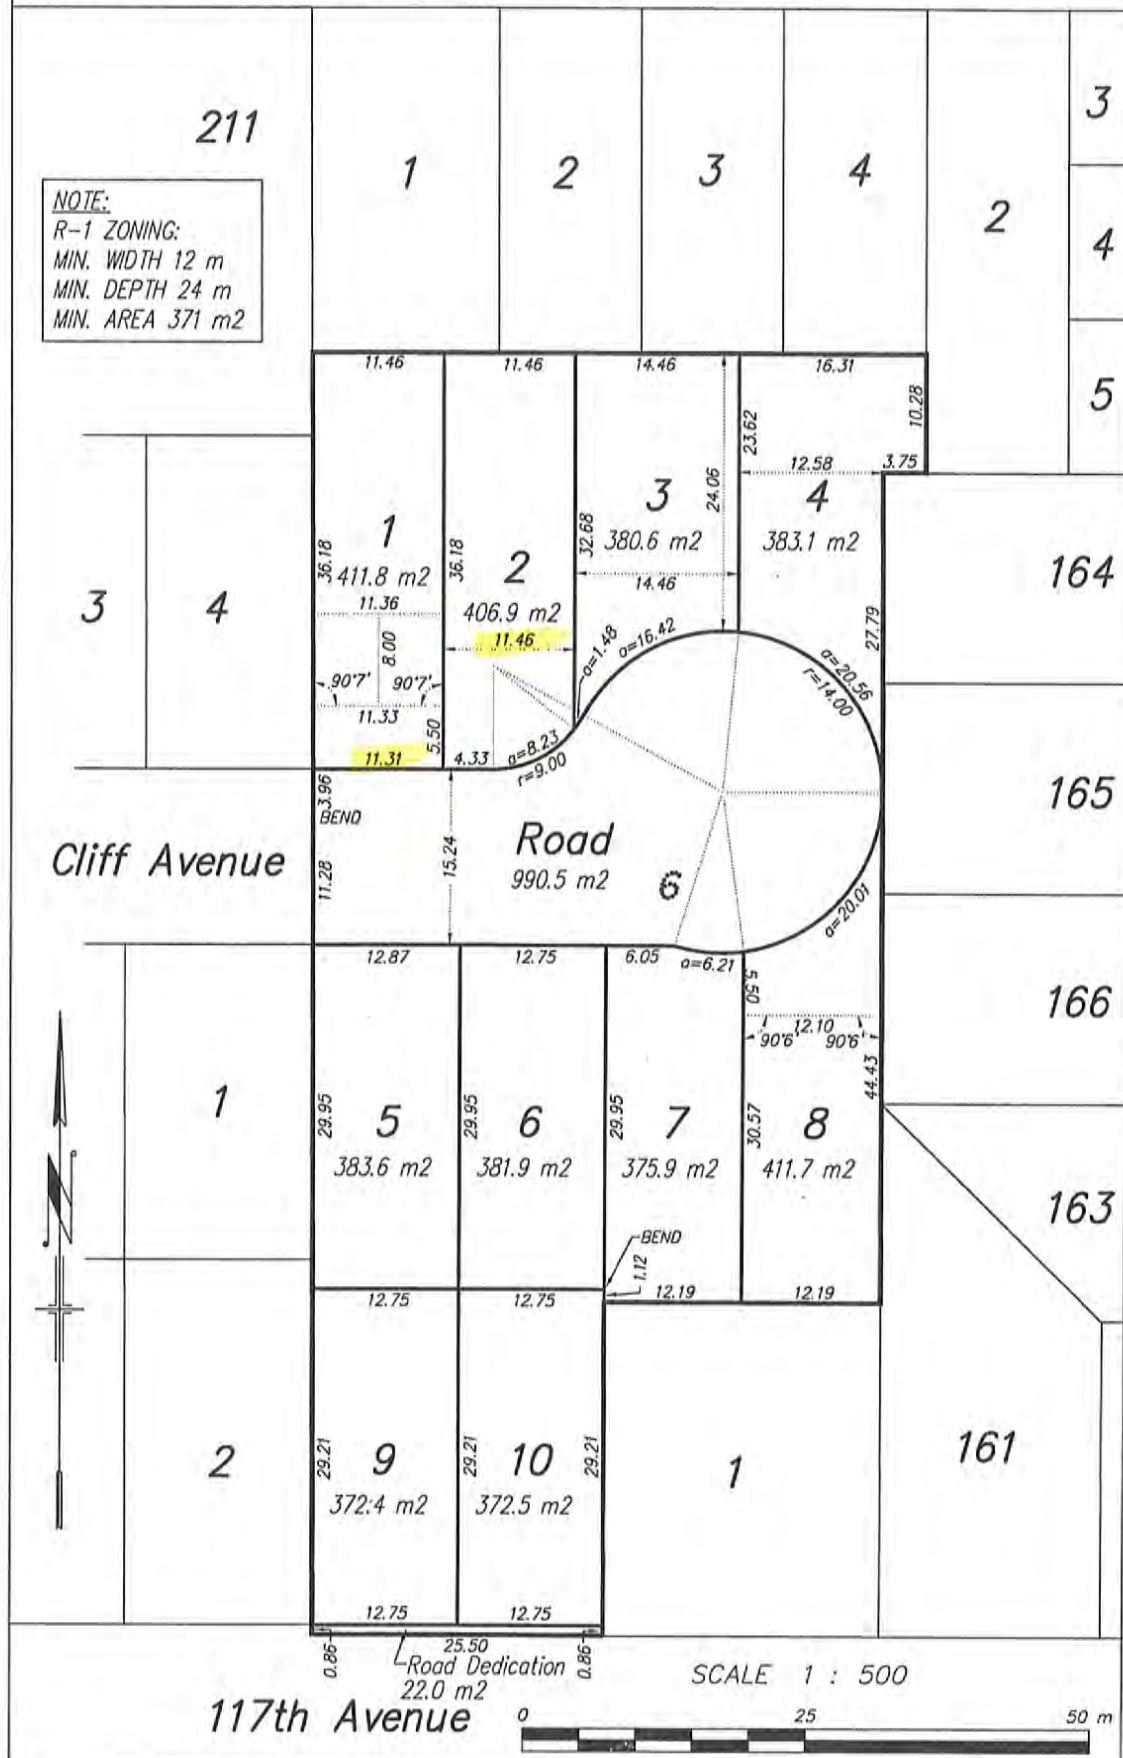 211
1
2
3
4
2
3
4
5
NOTE:
R-1 ZONING:
MIN. WIDTH 12 m
MIN. DEPTH 24 m
MIN. AREA 371 m2
11.46
11.46
14.46
16.31
10.28
23.62
12.58
3.75
24.06
3
380.6 m2
4
383.1 m2
32.68
14.46
36.18
1
411.8 m2
36.18
2
406.9 m2
11.36
11.46
8.00
90°7'
90°7'
11.33
5.50
11.31
4.33
a=8.23
r=9.00
a=1.48
a=16.42
a=20.56
r=14.00
27.79
3
4
164
165
166
163
161
3.96
BEND
11.28
Cliff Avenue
15.24
Road
990.5 m2
6
a=20.01
12.87
12.75
6.05
a=6.21
5.50
12.10
90°6'
90°6'
44.43
1
29.95
5
383.6 m2
29.95
6
381.9 m2
29.95
7
375.9 m2
30.57
8
411.7 m2
BEND
1.12
12.75
12.75
12.19
12.19
N
2
29.21
9
372.4 m2
29.21
10
372.5 m2
29.21
1
12.75
12.75
0.86
25.50
0.86
Road Dedication
22.0 m2
117th Avenue
SCALE 1 : 500
0
25
50 m